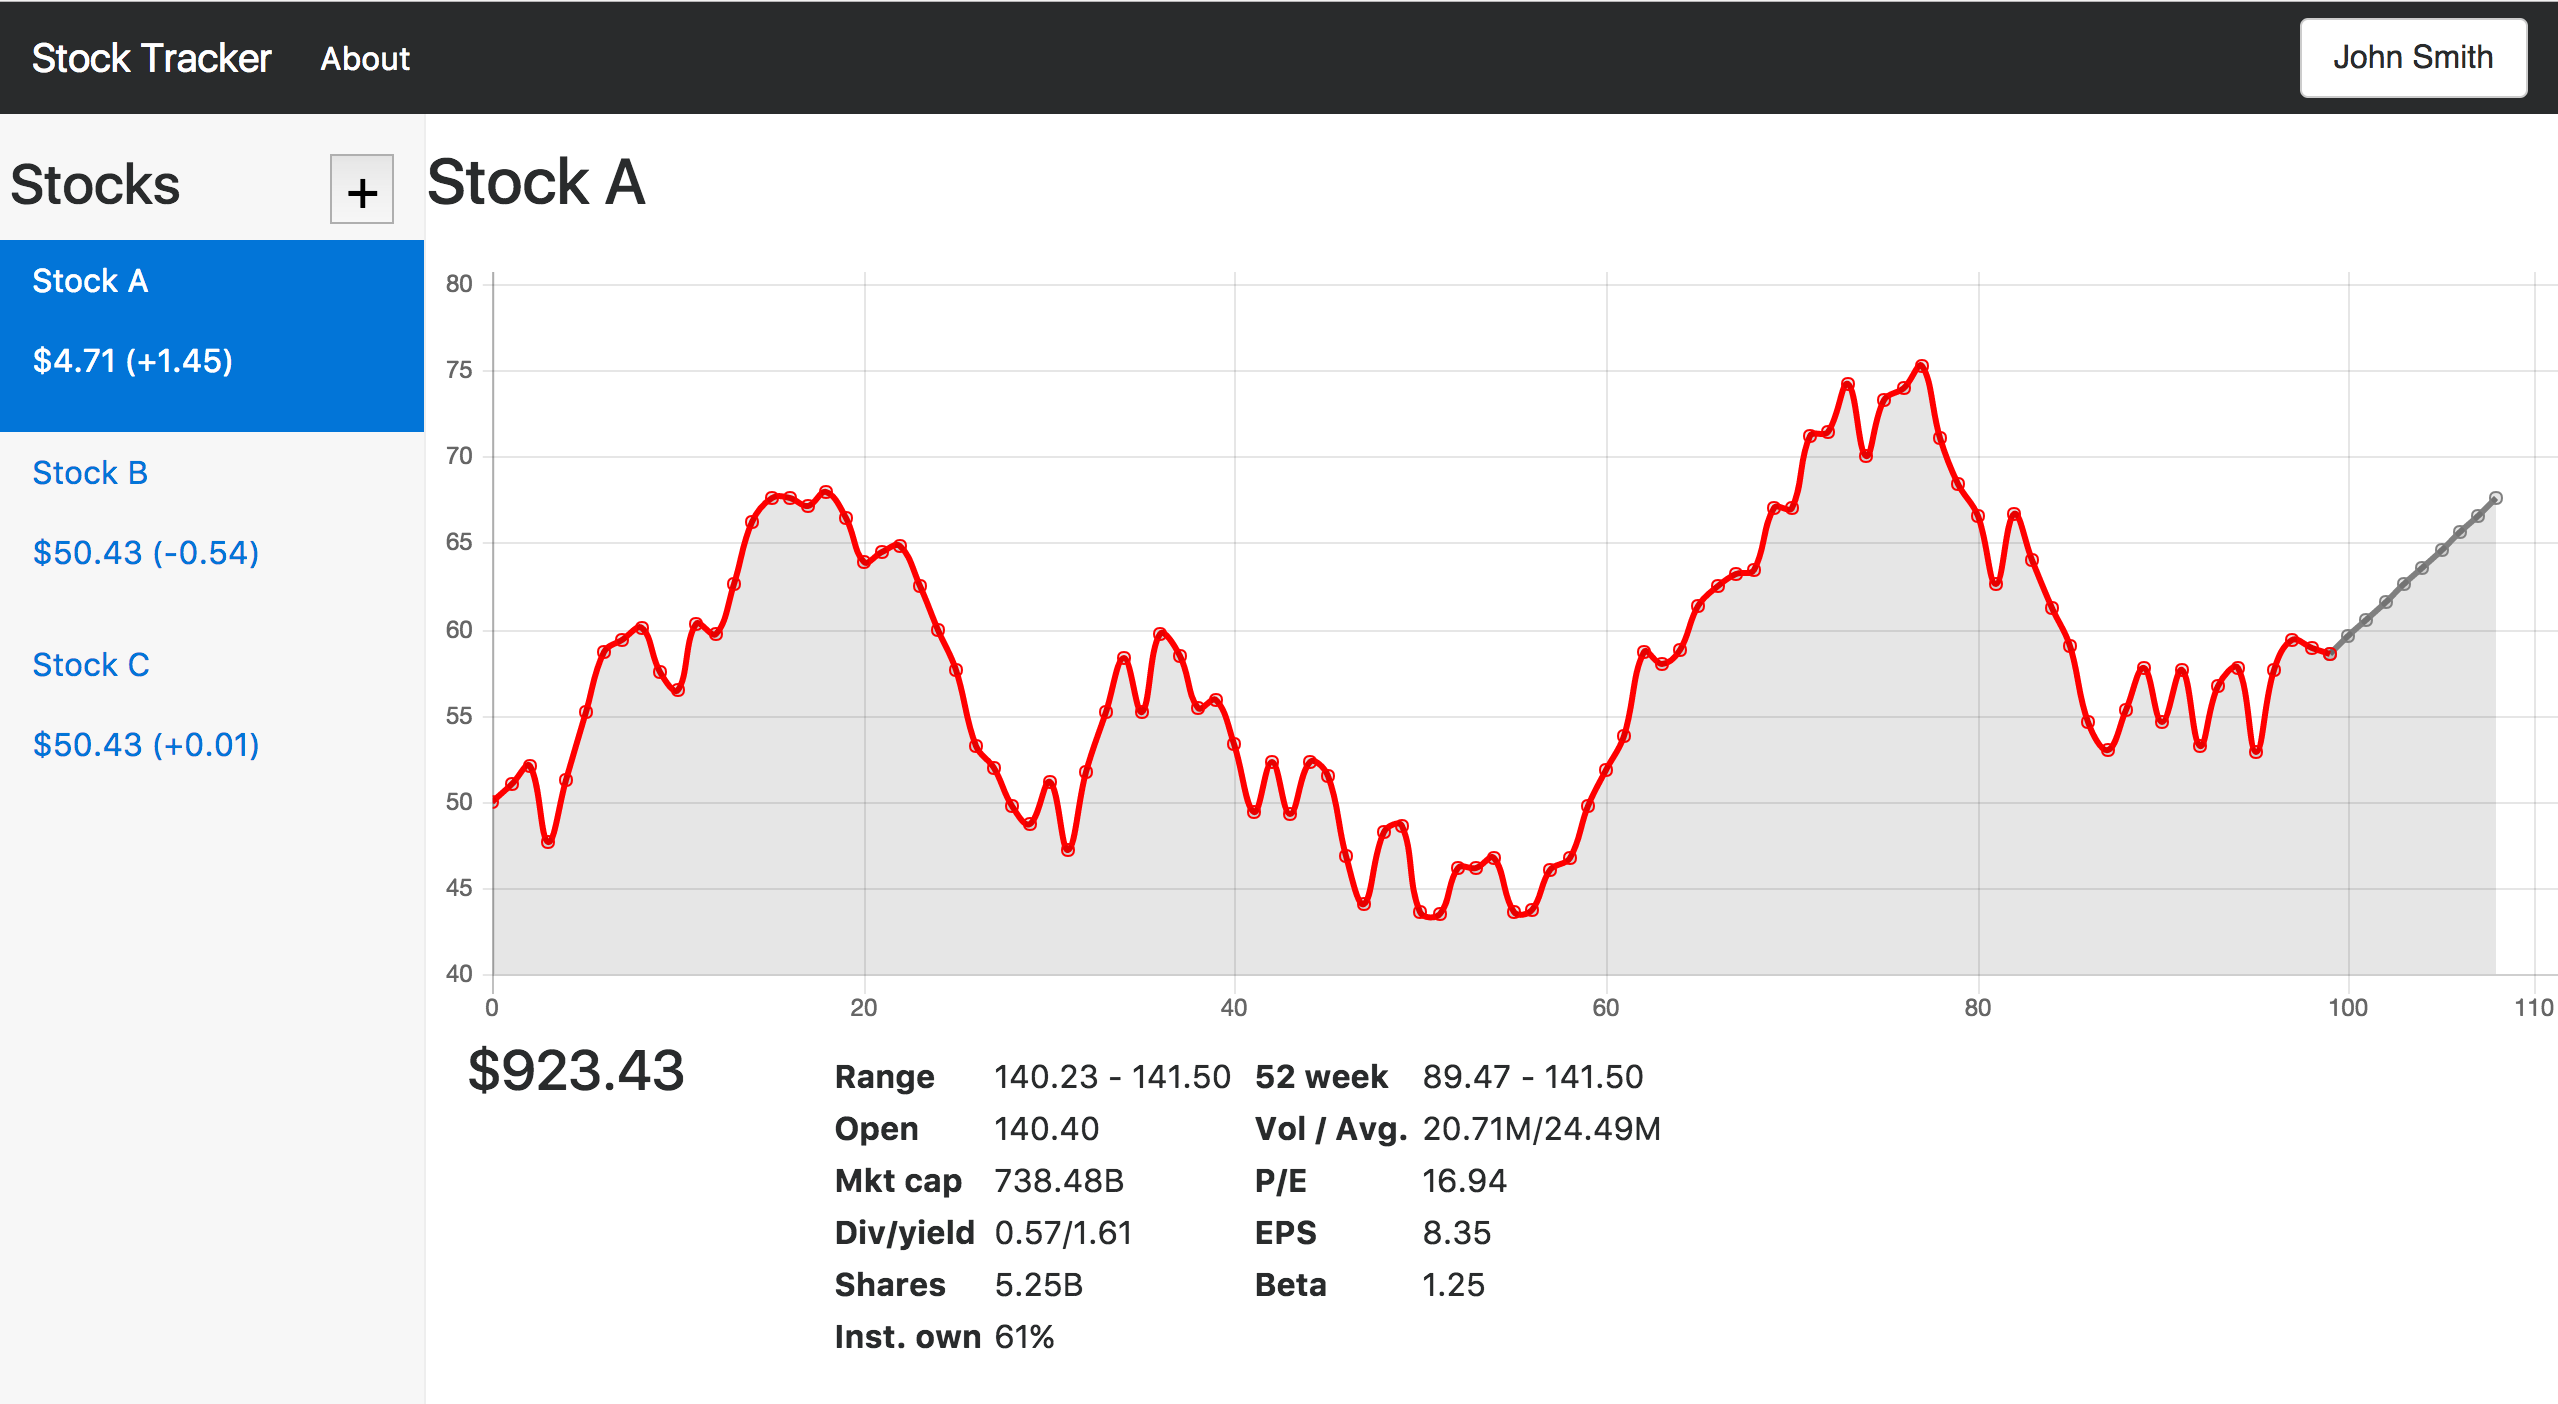 Stock Tracker About John Smith
Stocks +
Stock A
$4.71 (+1.45)
Stock B
$50.43 (-0.54)
Stock C
$50.43 (+0.01)
Stock A
80
75
70
65
60
55
50
45
40
0 20 40 60 80 100 110
$923.43
Range 140.23 - 141.50 52 week 89.47 - 141.50
Open 140.40 Vol / Avg. 20.71M/24.49M
Mkt cap 738.48B P/E 16.94
Div/yield 0.57/1.61 EPS 8.35
Shares 5.25B Beta 1.25
Inst. own 61%